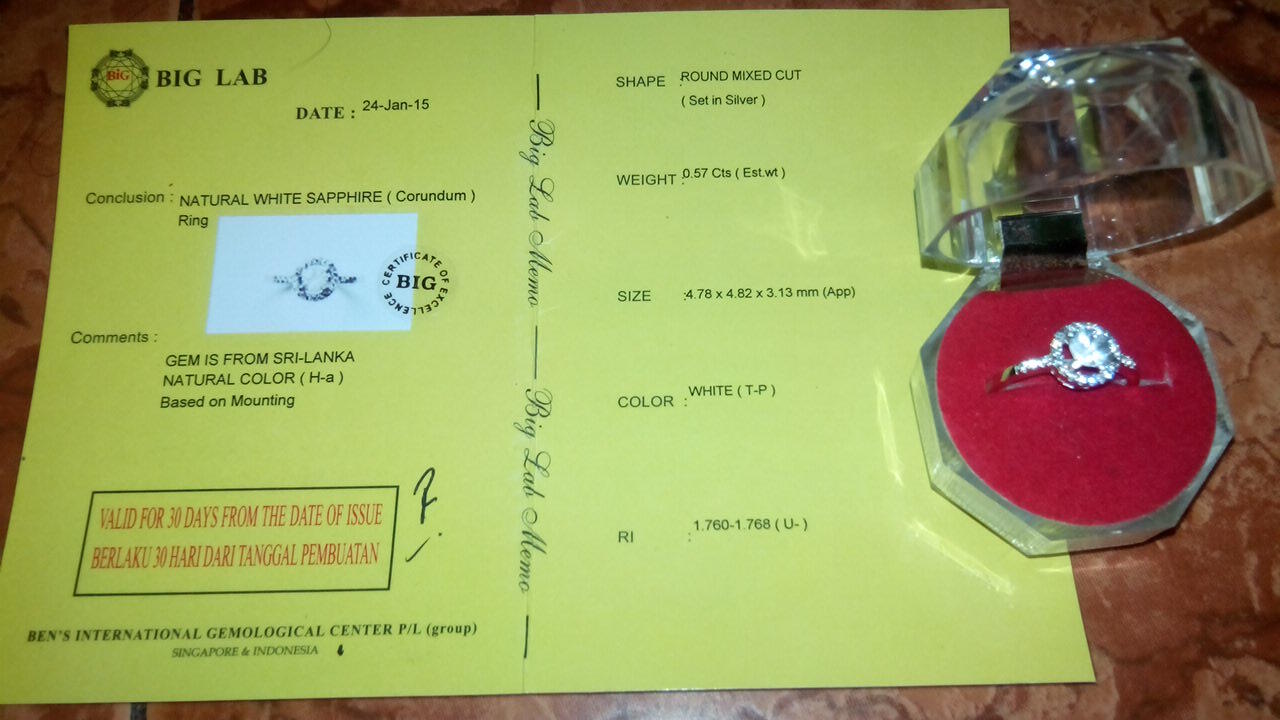 BIG
BIG LAB
DATE : 24-Jan-15
Conclusion : NATURAL WHITE SAPPHIRE ( Corundum )
Ring
CERTIFICATE OF EXCELLENCE
BIG
Comments :
GEM IS FROM SRI-LANKA
NATURAL COLOR ( H-a )
Based on Mounting
VALID FOR 30 DAYS FROM THE DATE OF ISSUE
BERLAKU 30 HARI DARI TANGGAL PEMBUATAN
BEN'S INTERNATIONAL GEMOLOGICAL CENTER P/L (group)
SINGAPORE & INDONESIA
Big Lab Memo
Big Lab Memo
SHAPE : ROUND MIXED CUT
( Set in Silver )
WEIGHT : 0.57 Cts ( Est.wt )
SIZE : 4.78 x 4.82 x 3.13 mm (App)
COLOR : WHITE ( T-P )
RI : 1.760-1.768 ( U- )